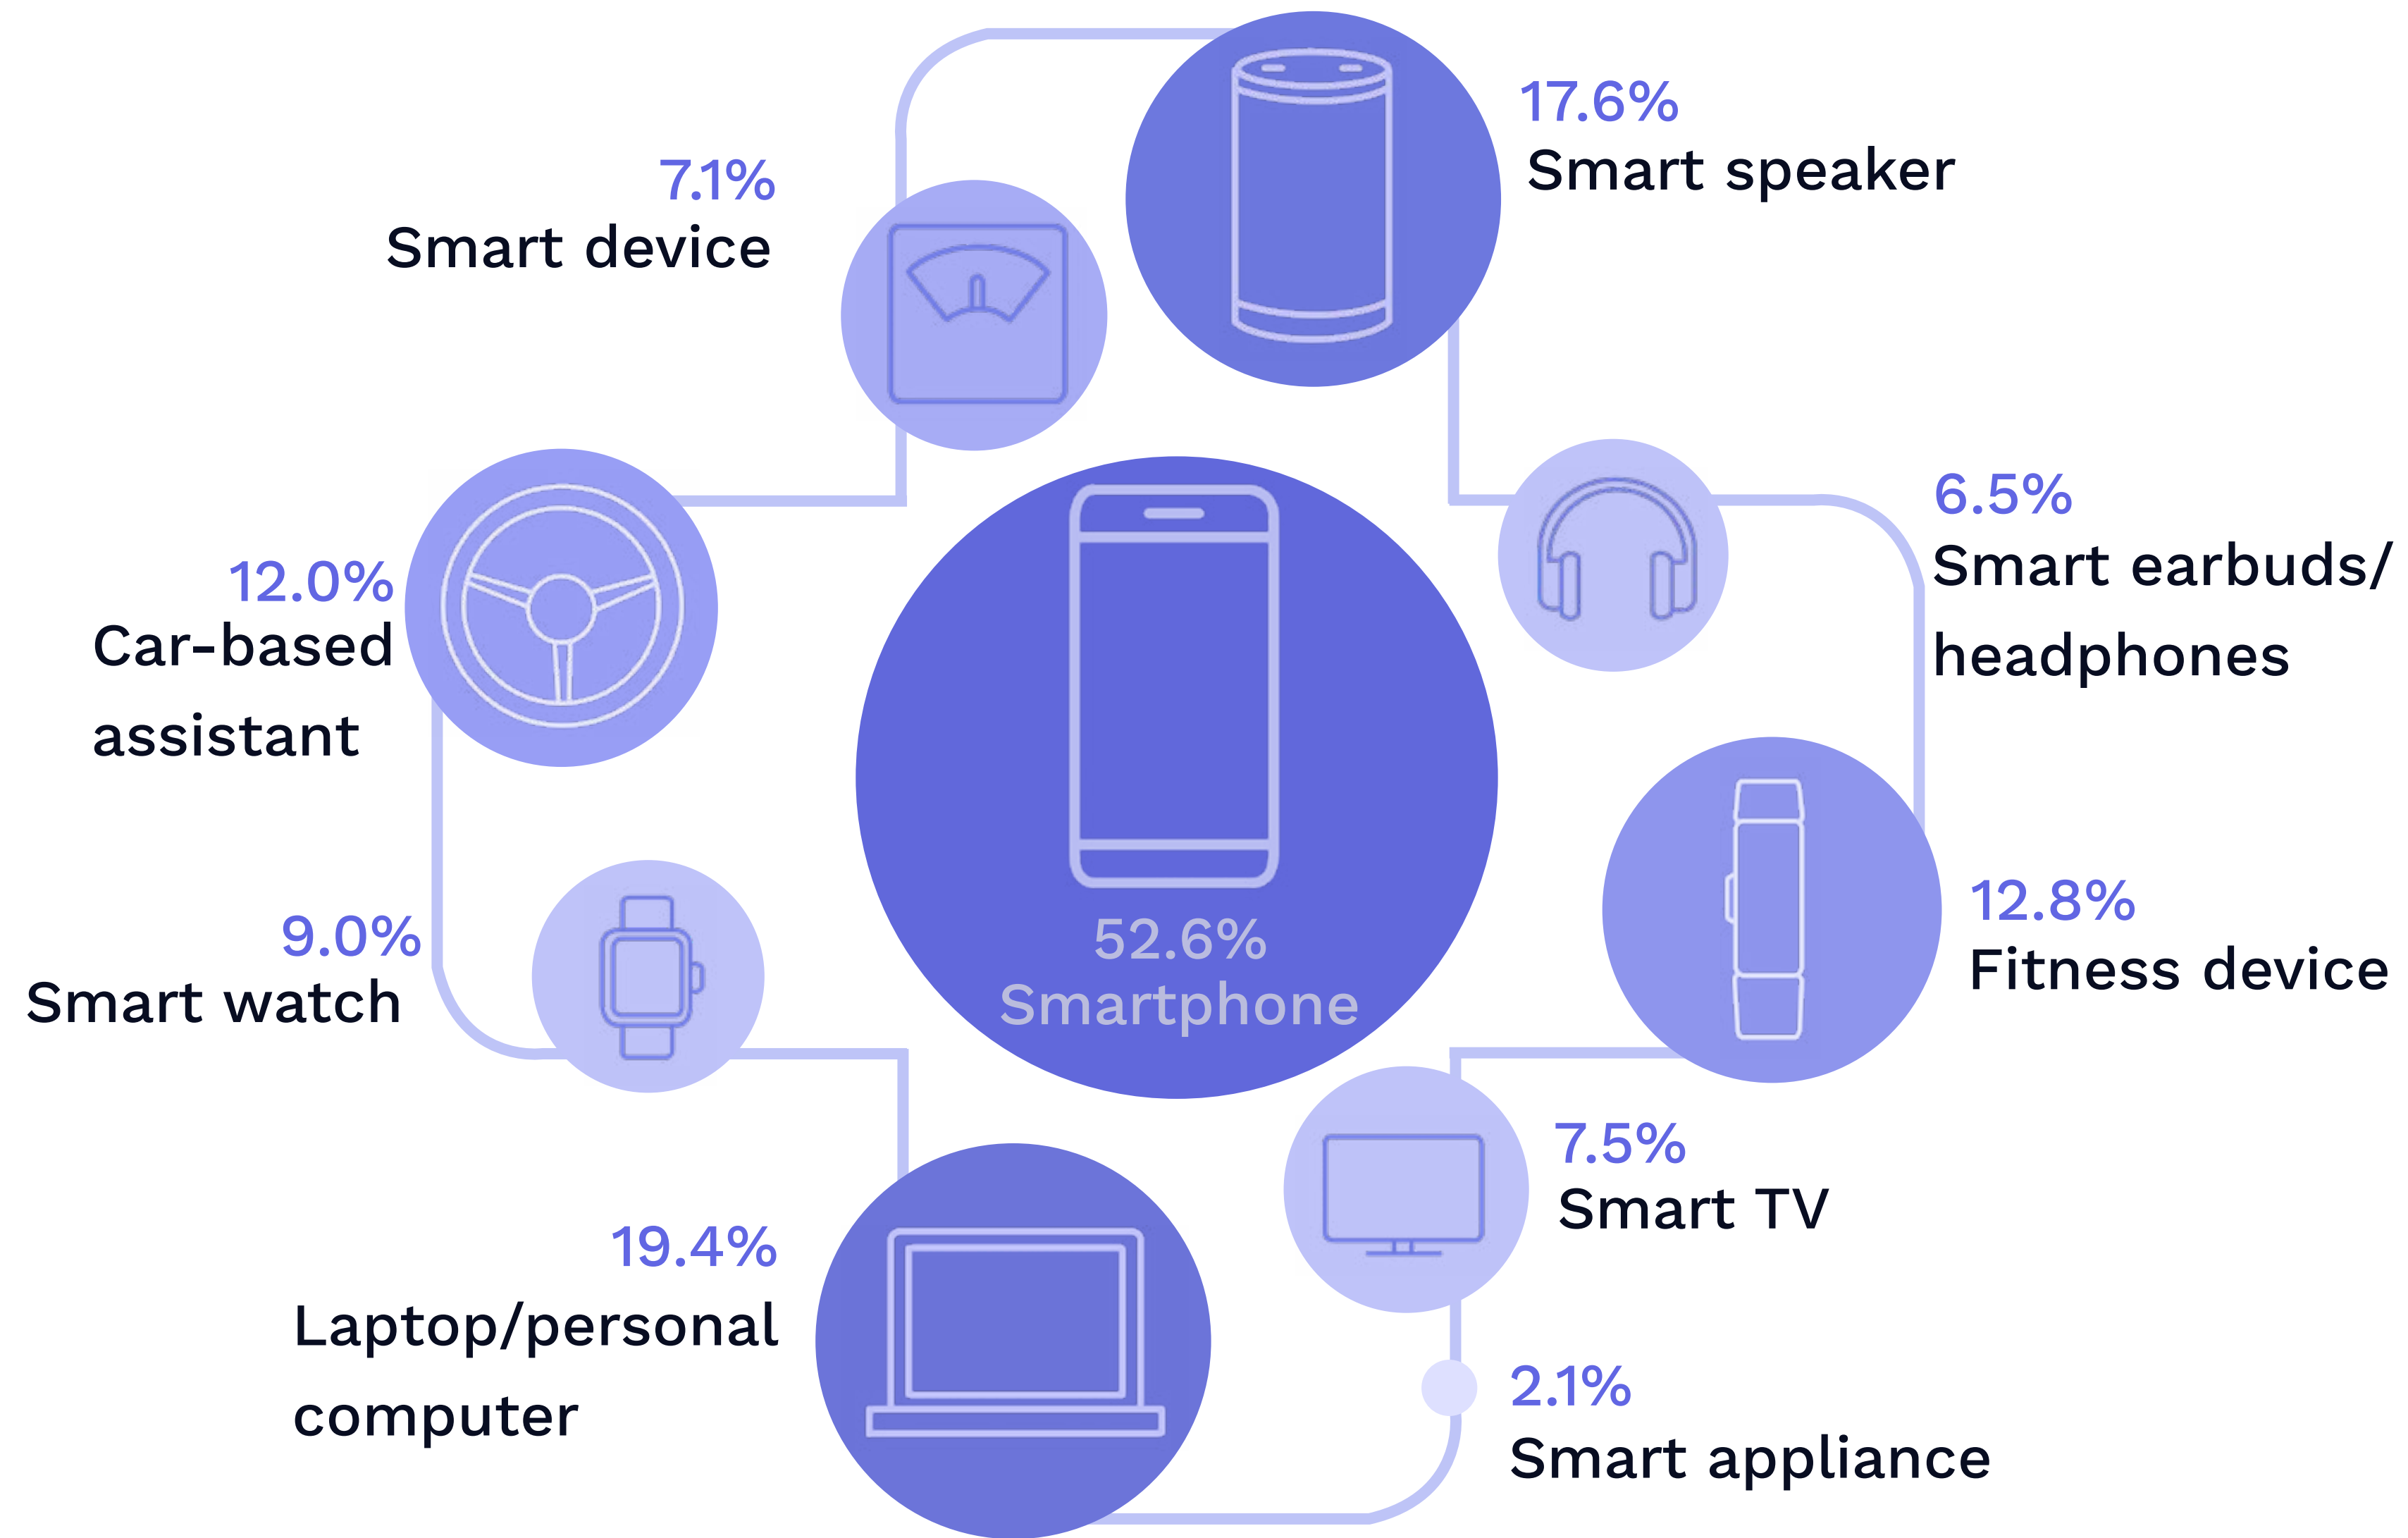 17.6%
Smart speaker
7.1%
Smart device
6.5%
Smart earbuds/
headphones
12.0%
Car-based
assistant
12.8%
Fitness device
52.6%
Smartphone
9.0%
Smart watch
7.5%
Smart TV
19.4%
Laptop/personal
computer
2.1%
Smart appliance